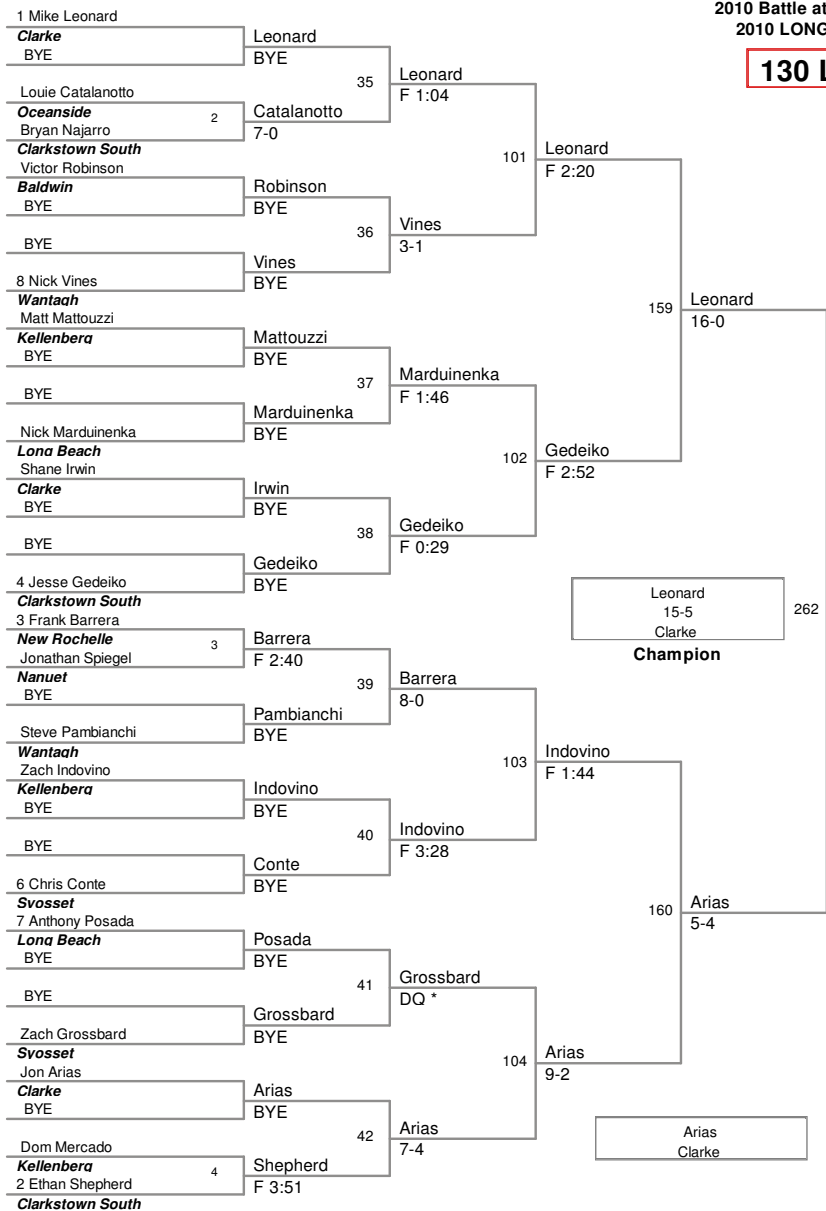 2010 Battle at
2010 LONG
130 L
1 Mike Leonard
Clarke
BYE
Louie Catalanotto
Oceanside
2
Bryan Najarro
Clarkstown South
Victor Robinson
Baldwin
BYE
BYE
8 Nick Vines
Wantagh
Matt Mattouzzi
Kellenberg
BYE
BYE
Nick Marduinenka
Long Beach
Shane Irwin
Clarke
BYE
BYE
4 Jesse Gedeiko
Clarkstown South
3 Frank Barrera
New Rochelle
3
Jonathan Spiegel
Nanuet
BYE
Steve Pambianchi
Wantagh
Zach Indovino
Kellenberg
BYE
BYE
6 Chris Conte
Syosset
7 Anthony Posada
Long Beach
BYE
BYE
Zach Grossbard
Syosset
Jon Arias
Clarke
BYE
Dom Mercado
Kellenberg
4
2 Ethan Shepherd
Clarkstown South
Leonard
BYE
35
Catalanotto
7-0
Robinson
BYE
36
Vines
BYE
Mattouzzi
BYE
37
Marduinenka
BYE
Irwin
BYE
38
Gedeiko
BYE
Barrera
F 2:40
39
Pambianchi
BYE
Indovino
BYE
40
Conte
BYE
Posada
BYE
41
Grossbard
BYE
Arias
BYE
42
Shepherd
F 3:51
Leonard
F 1:04
101
Vines
3-1
Marduinenka
F 1:46
102
Gedeiko
F 0:29
Barrera
8-0
103
Indovino
F 3:28
Grossbard
DQ *
104
Arias
7-4
Leonard
F 2:20
159
Gedeiko
F 2:52
Indovino
F 1:44
160
Arias
9-2
Leonard
16-0
Arias
5-4
Leonard
15-5
Clarke
262
Champion
Arias
Clarke